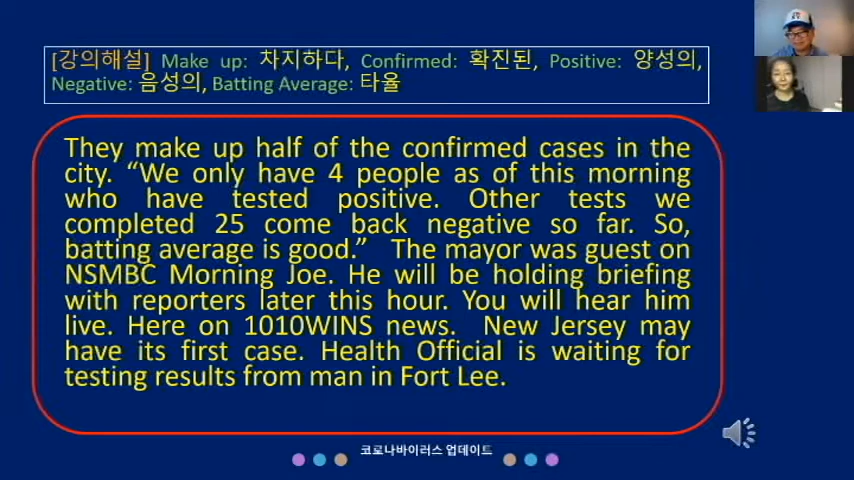 [강의해설] Make up: 차지하다, Confirmed: 확진된, Positive: 양성의,
Negative: 음성의, Batting Average: 타율
They make up half of the confirmed cases in the
city. “We only have 4 people as of this morning
who have tested positive. Other tests we
completed 25 come back negative so far. So,
batting average is good.” The mayor was guest on
NSMBC Morning Joe. He will be holding briefing
with reporters later this hour. You will hear him
live. Here on 1010WINS news. New Jersey may
have its first case. Health Official is waiting for
testing results from man in Fort Lee.
코로나바이러스 업데이트